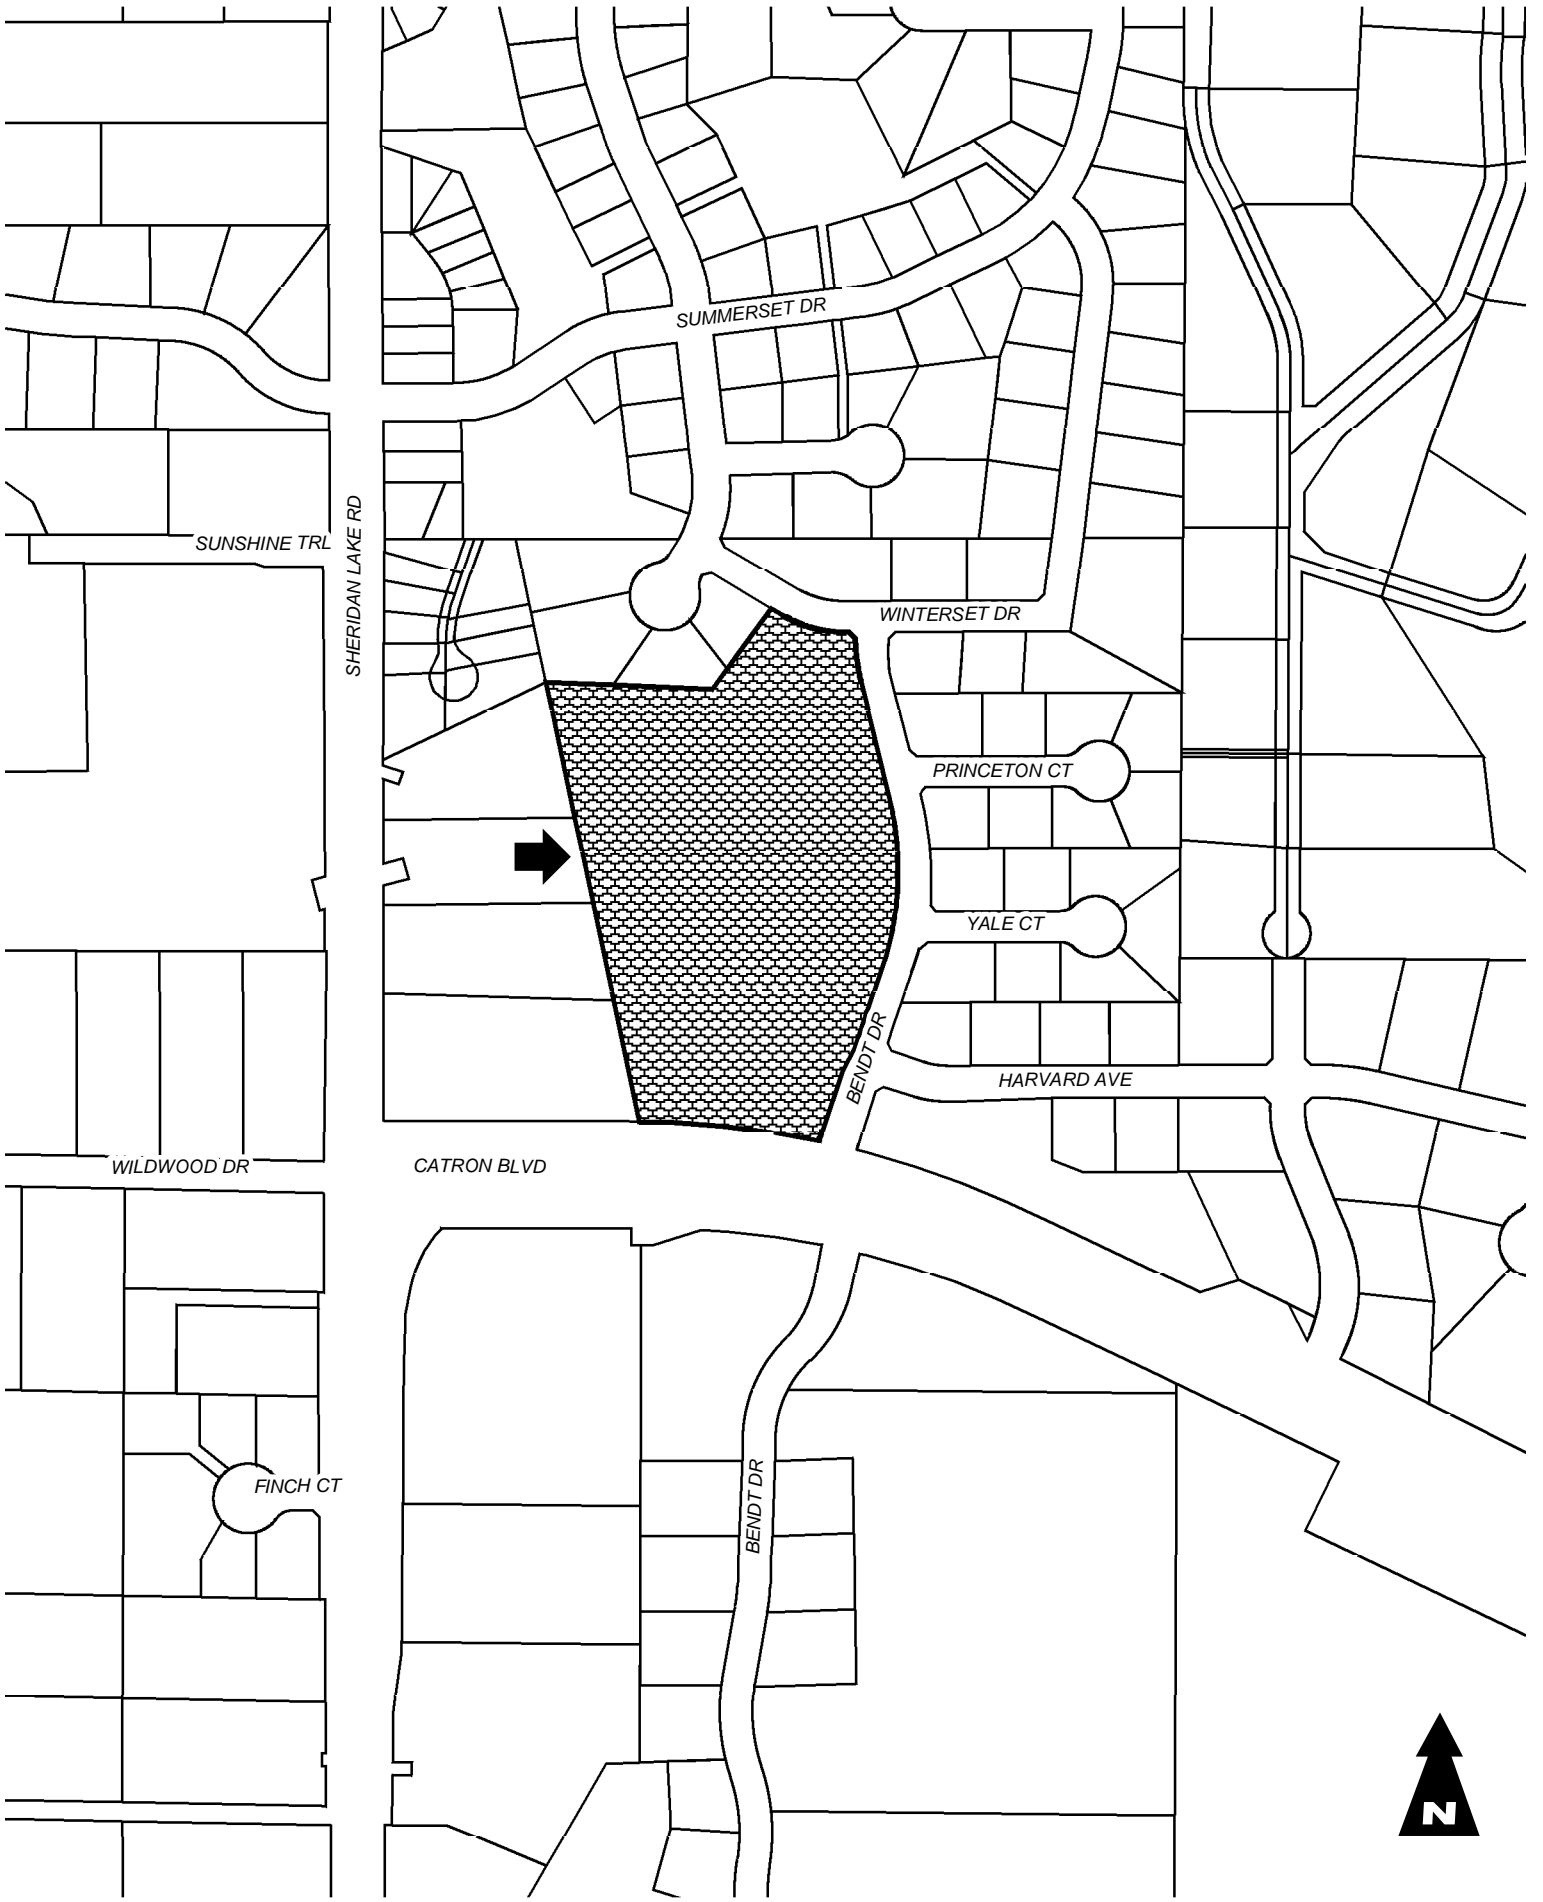 SUMMERSET DR
SHERIDAN LAKE RD
SUNSHINE TRL
WINTERSET DR
PRINCETON CT
YALE CT
BENDT DR
HARVARD AVE
WILDWOOD DR
CATRON BLVD
FINCH CT
BENDT DR
N